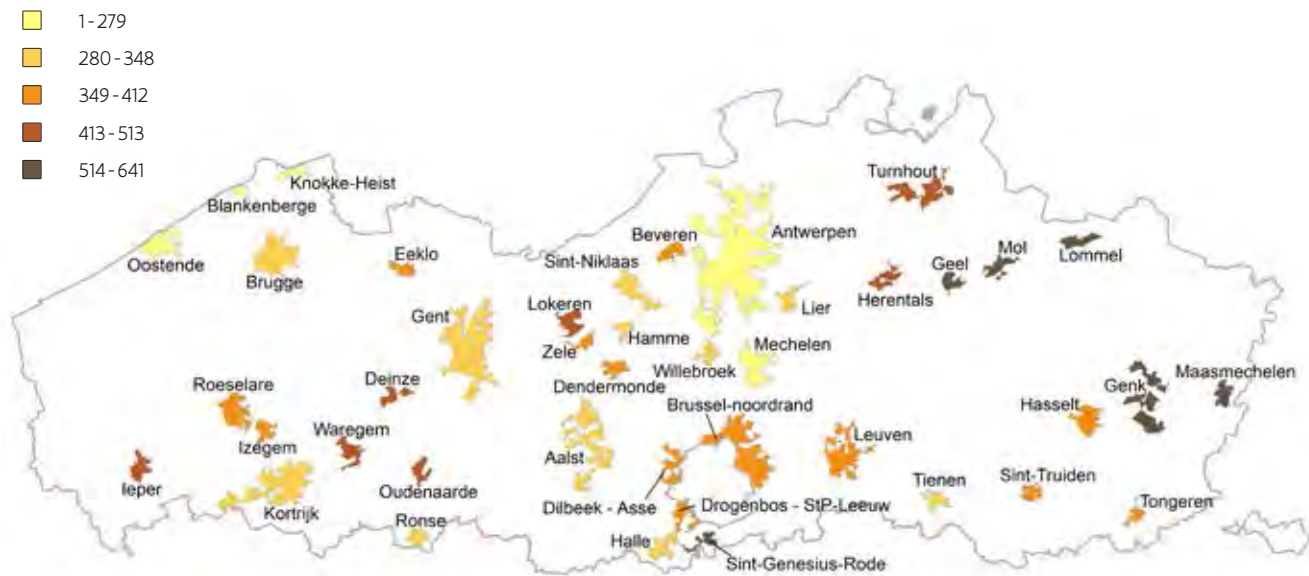 1-279
280-348
349-412
413-513
514-641
Turnhout
Knokke-Heist
Blankenberge
Beveren
Antwerpen
Mol
Eeklo
Sint-Niklaas
Geel
Lommel
Oostende
Brugge
Herentals
Lokeren
Lier
Gent
Hamme
Zele
Mechelen
Willebroek
Deinze
Dendermonde
Maasmechelen
Roeselare
Genk
Brussel-noordrand
Hasselt
Waregem
Leuven
Izegem
Aalst
Tienen
Sint-Truiden
Ieper
Oudenaarde
Kortrijk
Dilbeek - Asse
Drogenbos - StP-Leeuw
Tongeren
Ronse
Halle
Sint-Genesius-Rode